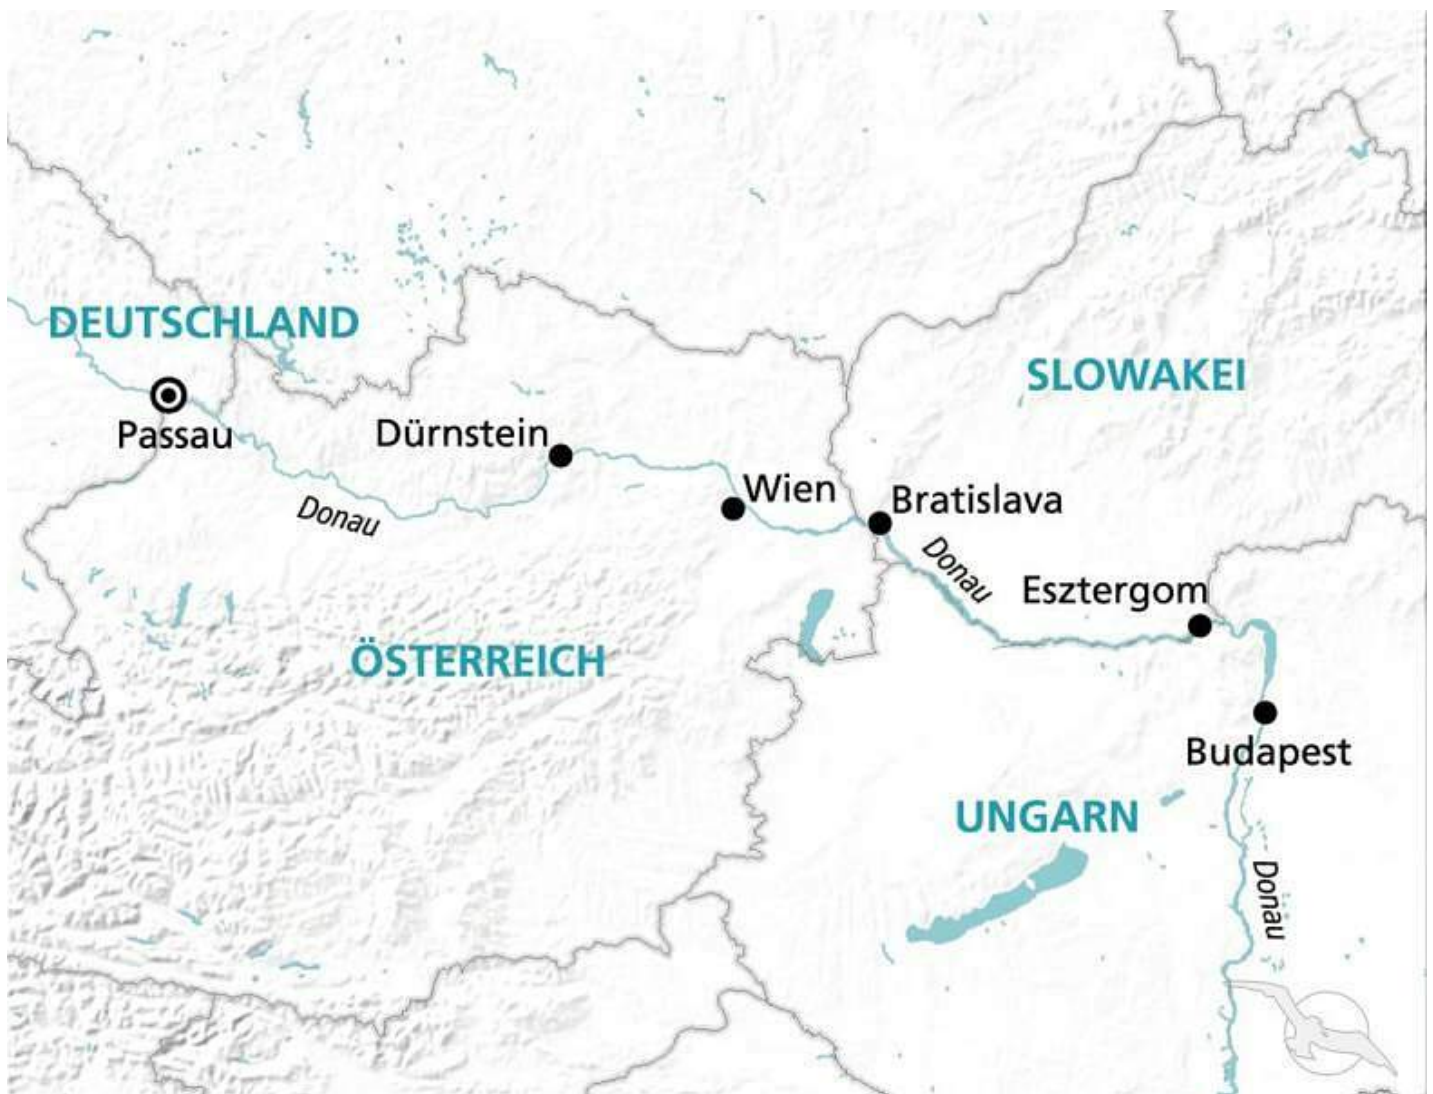 DEUTSCHLAND
SLOWAKEI
Passau
Dürnstein
Wien
Bratislava
Donau
Donau
Esztergom
ÖSTERREICH
Budapest
UNGARN
Donau